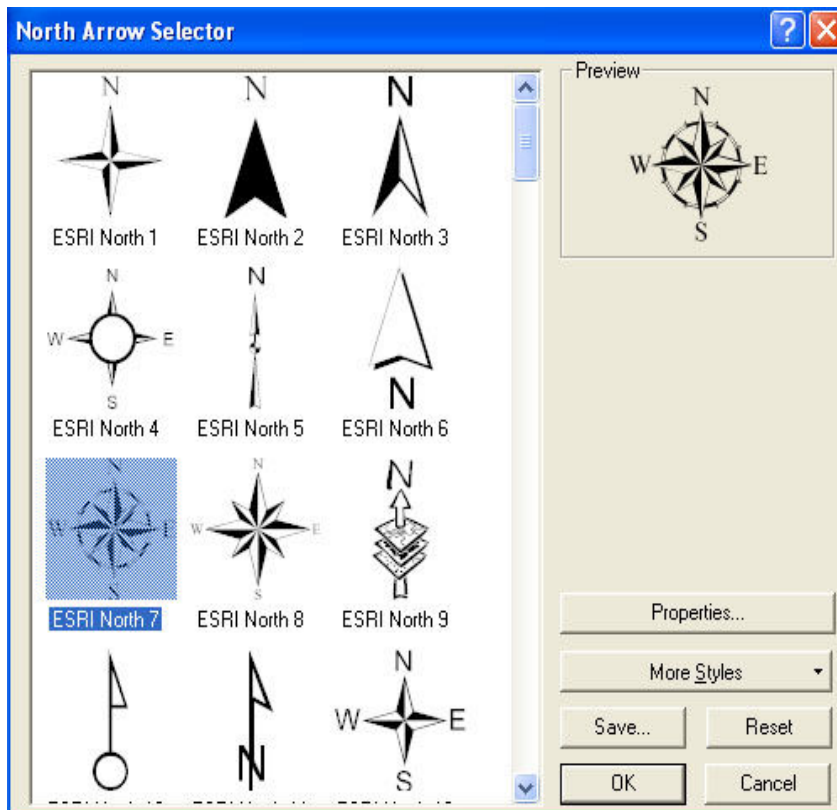 North Arrow Selector
Preview
N N N
N
W E
S
ESRI North 1 ESRI North 2 ESRI North 3
N N
W E
S N
ESRI North 4 ESRI North 5 ESRI North 6
N N N
W E W E
S S
ESRI North 7 ESRI North 8 ESRI North 9
N
W E
N S
Properties...
More Styles
Save... Reset
OK Cancel